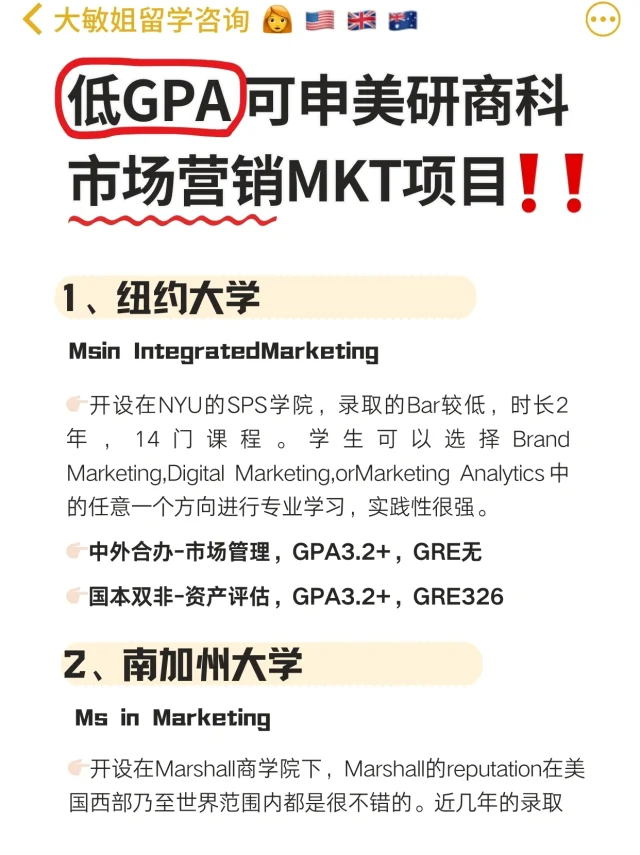 大敏姐留学咨询
低GPA可申美研商科
市场营销MKT项目‼️
1、纽约大学
Msin IntegratedMarketing
开设在NYU的SPS学院，录取的Bar较低，时长2
年，14门课程。学生可以选择Brand
Marketing,Digital Marketing,orMarketing Analytics中
的任意一个方向进行专业学习，实践性很强。
中外合办-市场管理，GPA3.2+，GRE无
国本双非-资产评估，GPA3.2+，GRE326
2、南加州大学
Ms in Marketing
开设在Marshall商学院下，Marshall的reputation在美
国西部乃至世界范围内都是很不错的。近几年的录取